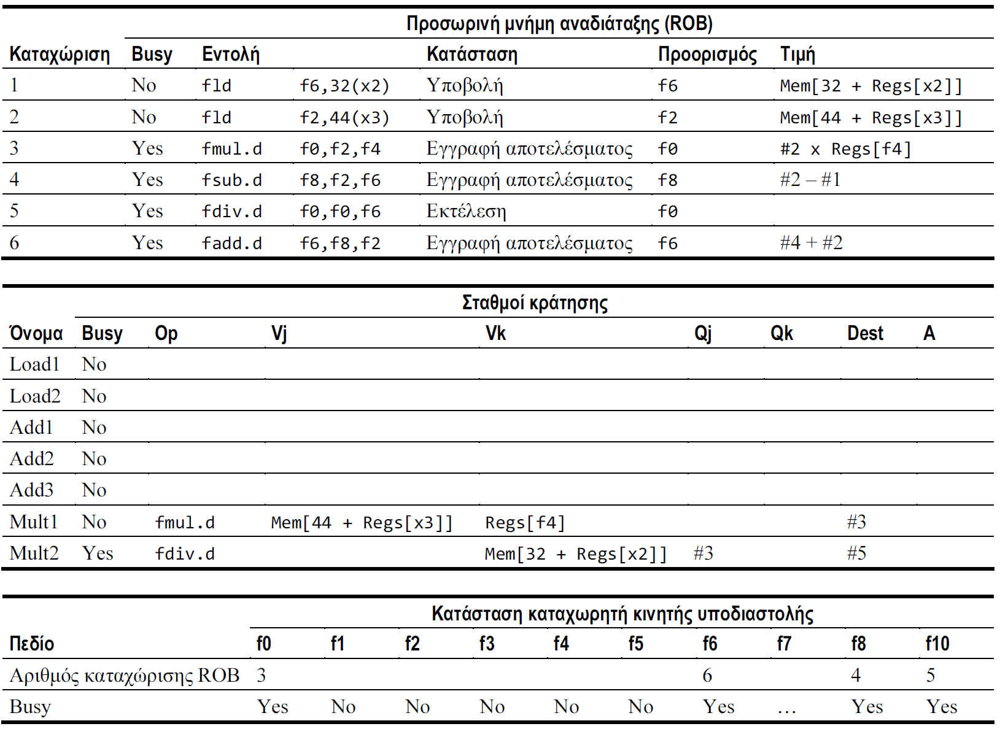 Προσωρινή μνήμη αναδιάταξης (ROB)
Καταχώριση Busy Εντολή Κατάσταση Προορισμός Τιμή
1 No fld f6,32(x2) Υποβολή f6 Mem[32 + Regs[x2]]
2 No fld f2,44(x3) Υποβολή f2 Mem[44 + Regs[x3]]
3 Yes fmul.d f0,f2,f4 Εγγραφή αποτελέσματος f0 #2 x Regs[f4]
4 Yes fsub.d f8,f2,f6 Εγγραφή αποτελέσματος f8 #2 – #1
5 Yes fdiv.d f0,f0,f6 Εκτέλεση f0
6 Yes fadd.d f6,f8,f2 Εγγραφή αποτελέσματος f6 #4 + #2
Σταθμοί κράτησης
Όνομα Busy Op Vj Vk Qj Qk Dest A
Load1 No
Load2 No
Add1 No
Add2 No
Add3 No
Mult1 No fmul.d Mem[44 + Regs[x3]] Regs[f4] #3
Mult2 Yes fdiv.d Mem[32 + Regs[x2]] #3 #5
Κατάσταση καταχωρητή κινητής υποδιαστολής
Πεδίο f0 f1 f2 f3 f4 f5 f6 f7 f8 f10
Αριθμός καταχώρισης ROB 3 6 4 5
Busy Yes No No No No No Yes … Yes Yes